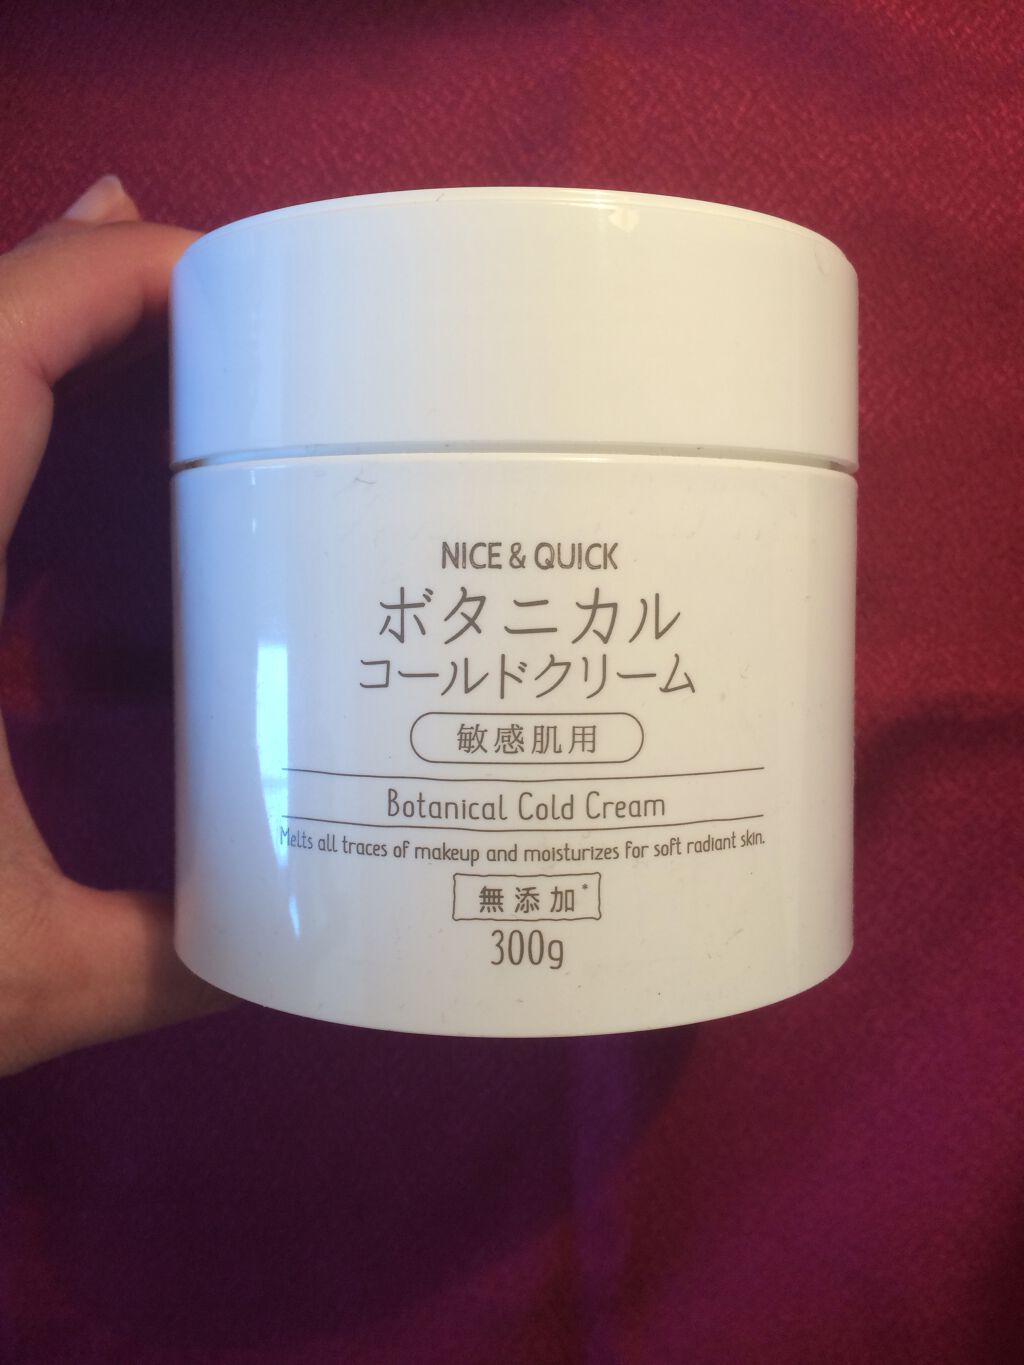 NICE & QUICK
ボタニカル
コールドクリーム
敏感肌用
Botanical Cold Cream
Melts all traces of makeup and moisturizes for soft radiant skin.
無添加*
300g